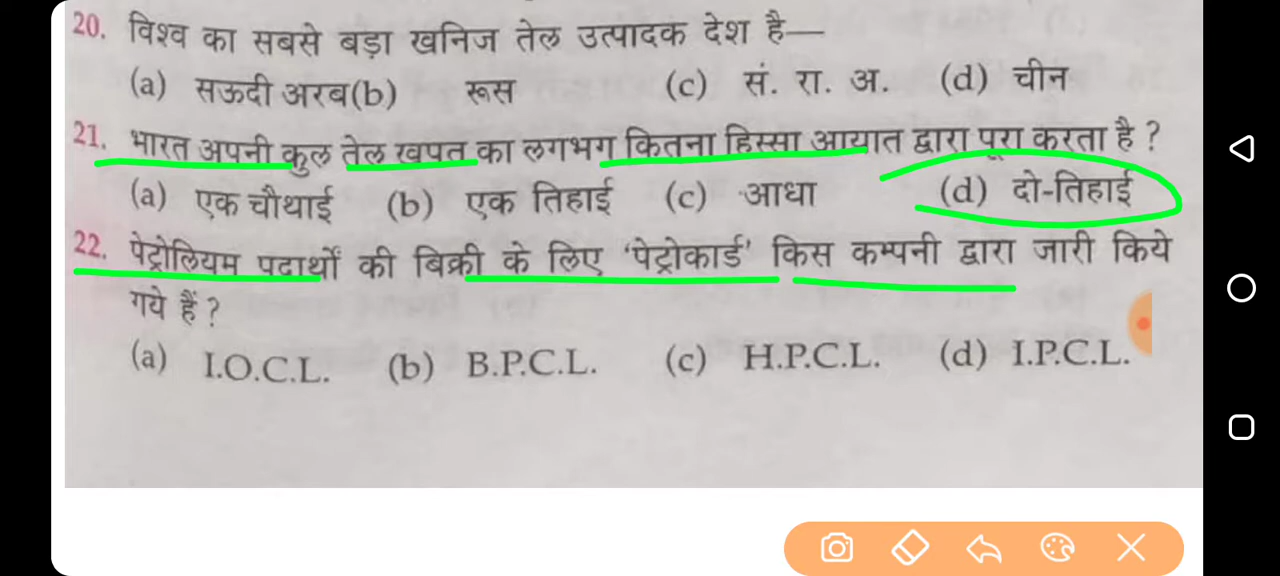 20. विश्व का सबसे बड़ा खनिज तेल उत्पादक देश है—
(a) सऊदी अरब(b) रूस (c) सं. रा. अ. (d) चीन
21. भारत अपनी कुल तेल खपत का लगभग कितना हिस्सा आयात द्वारा पूरा करता है ?
(a) एक चौथाई (b) एक तिहाई (c) आधा (d) दो-तिहाई
22. पेट्रोलियम पदार्थों की बिक्री के लिए 'पेट्रोकार्ड' किस कम्पनी द्वारा जारी किये
गये हैं ?
(a) I.O.C.L. (b) B.P.C.L. (c) H.P.C.L. (d) I.P.C.L.